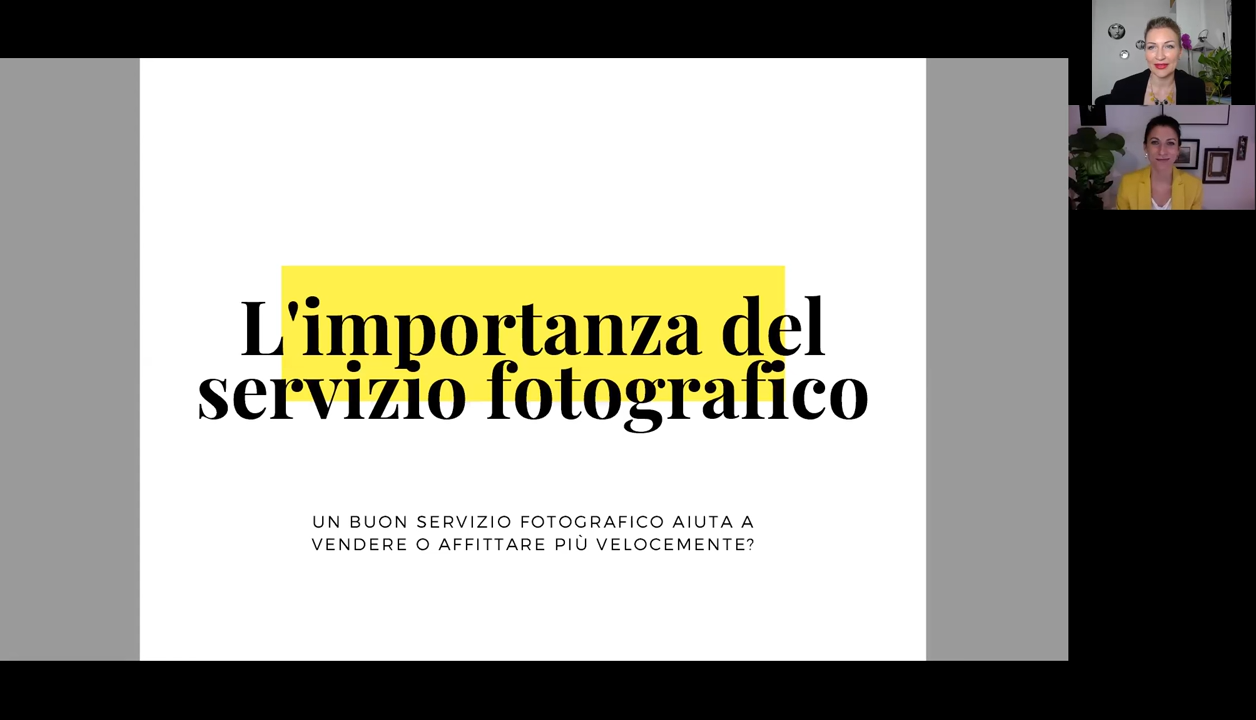 L'importanza del
servizio fotografico
UN BUON SERVIZIO FOTOGRAFICO AIUTA A
VENDERE O AFFITTARE PIÙ VELOCEMENTE?